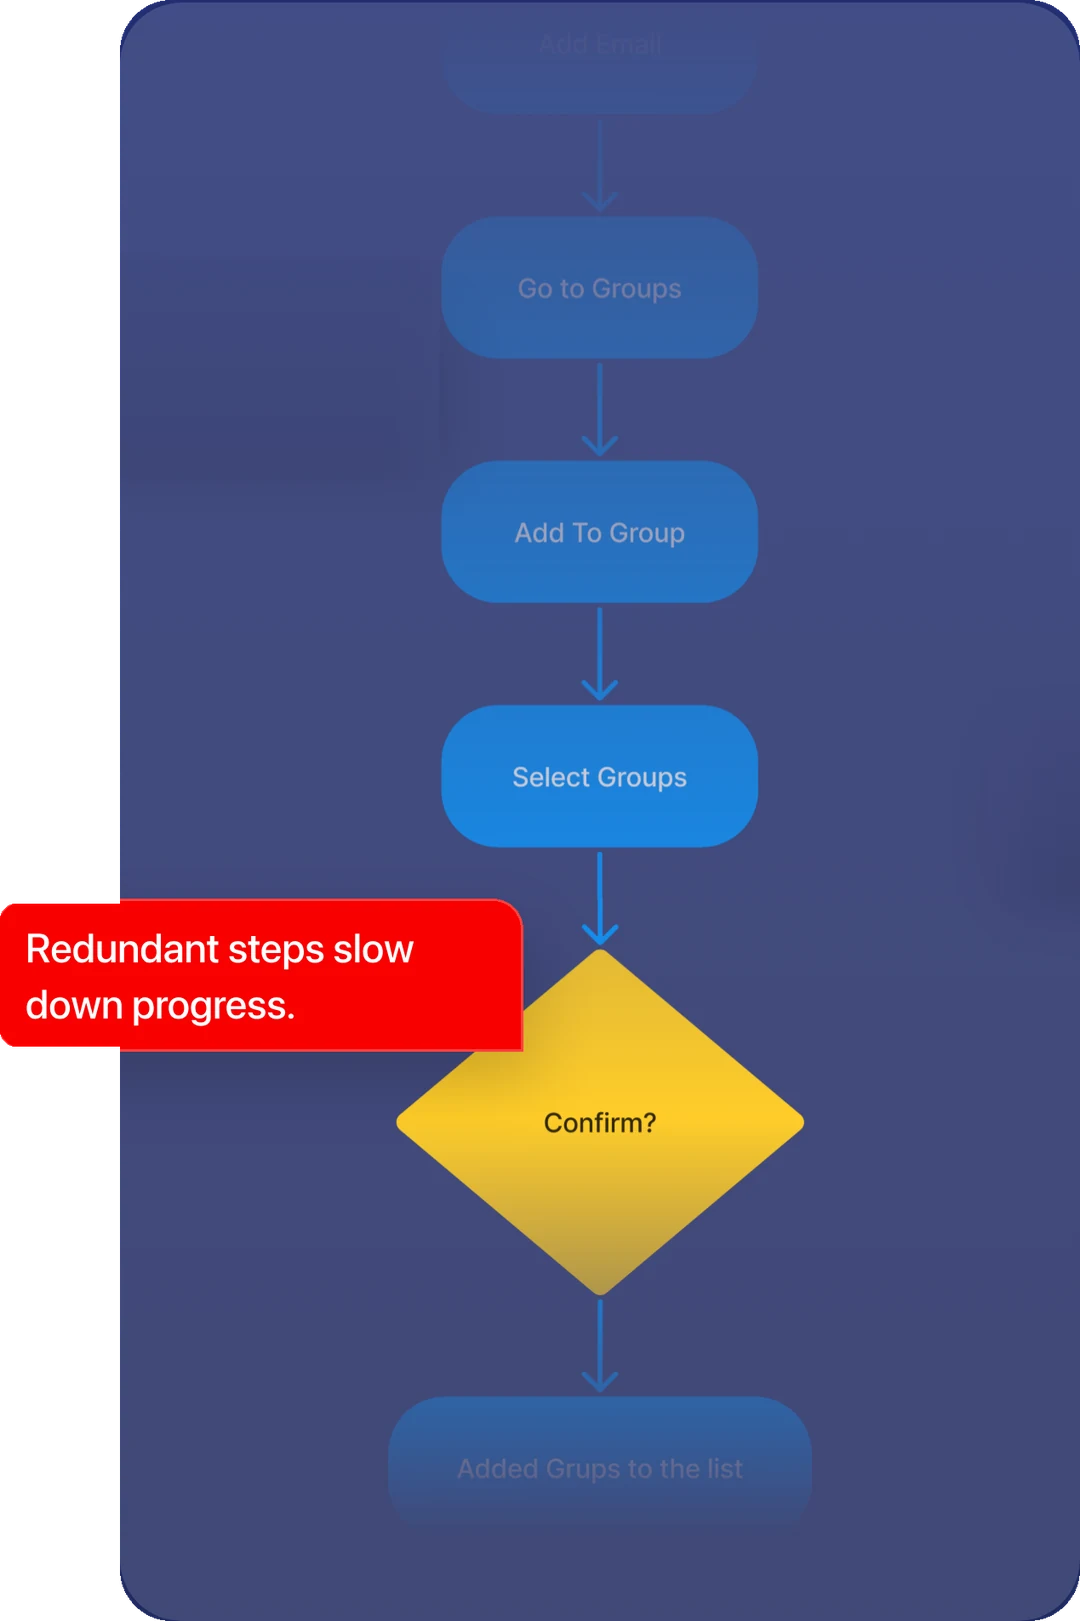 Add Email
Go to Groups
Add To Group
Select Groups
Redundant steps slow
down progress.
Confirm?
Added Grups to the list